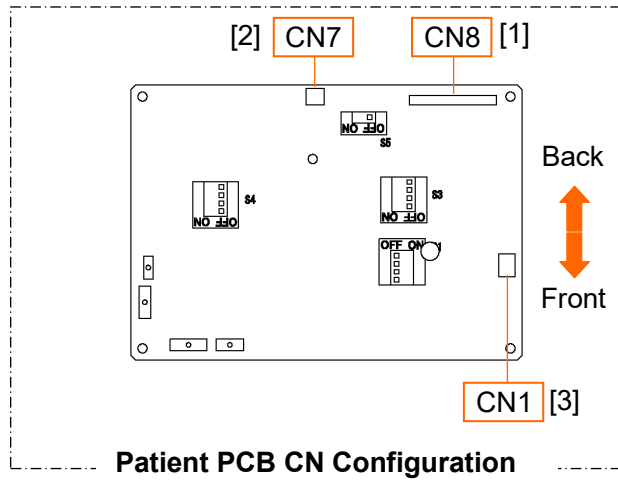 [2] CN7 CN8 [1]
OFF ON
S5
Back
OFF ON S4
OFF ON S3
OFF ON
Front
CN1 [3]
Patient PCB CN Configuration